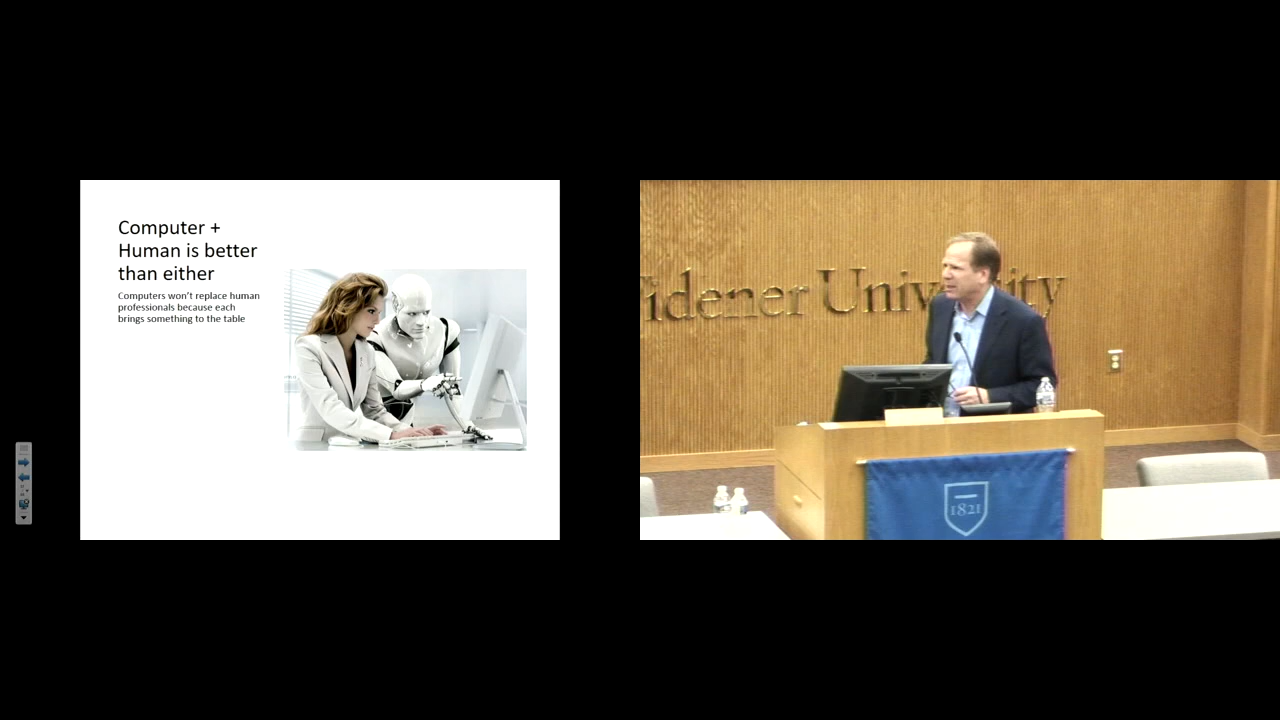 Computer +
Human is better
than either
Computers won't replace human
professionals because each
brings something to the table
idener University
1821